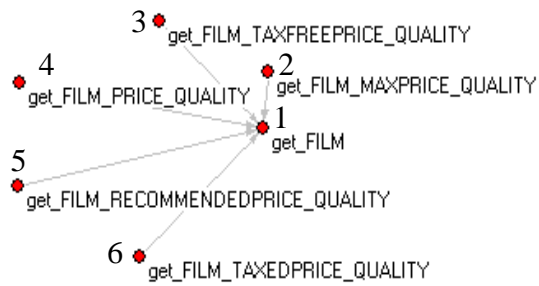 3
get_FILM_TAXFREEPRICE_QUALITY
4
2
get_FILM_PRICE_QUALITY
get_FILM_MAXPRICE_QUALITY
1
get_FILM
5
get_FILM_RECOMMENDEDPRICE_QUALITY
6
get_FILM_TAXEDPRICE_QUALITY